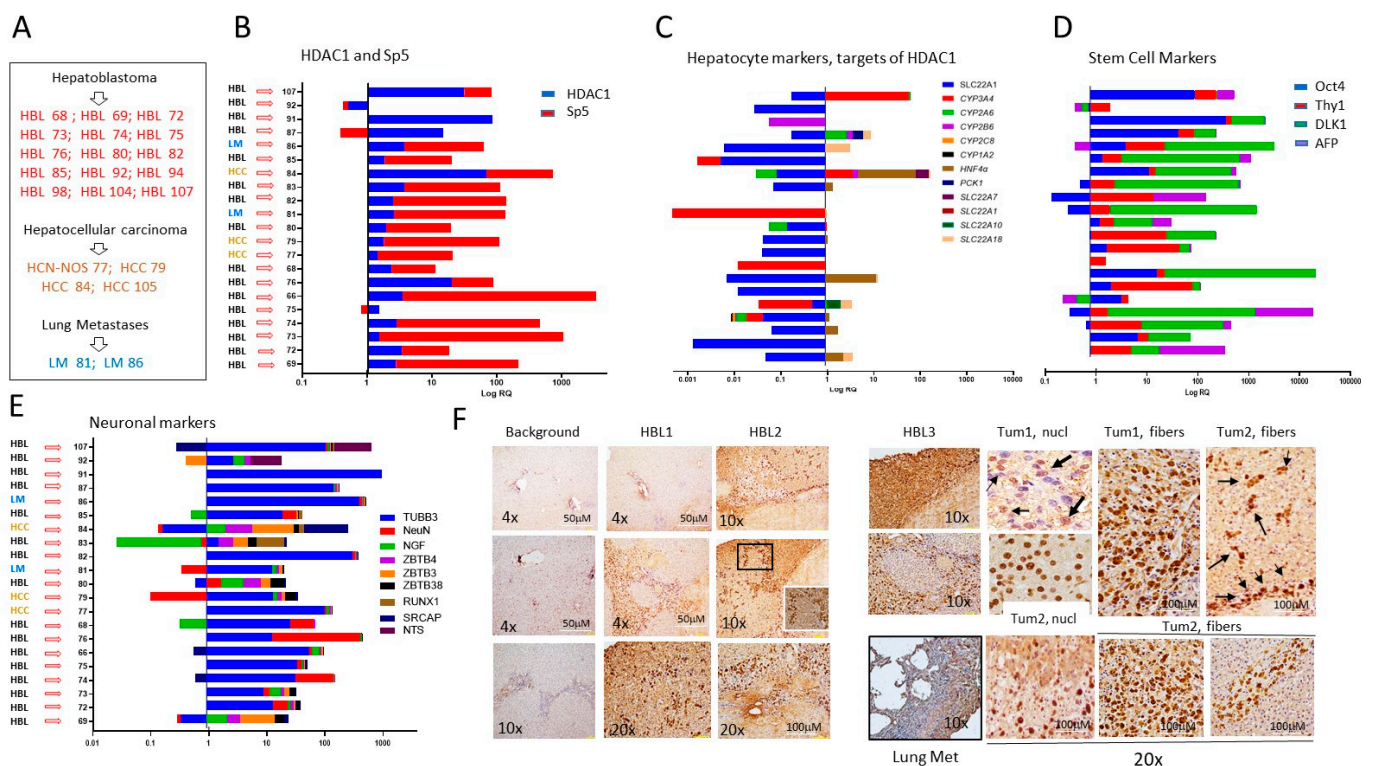 A
Hepatoblastoma
HBL 68 ; HBL 69; HBL 72
HBL 73; HBL 74; HBL 75
HBL 76; HBL 80; HBL 82
HBL 85; HBL 92; HBL 94
HBL 98; HBL 104; HBL 107
Hepatocellular carcinoma
HCN-NOS 77; HCC 79
HCC 84; HCC 105
Lung Metastases
LM 81; LM 86
B
HDAC1 and Sp5
HDAC1
Sp5
HBL 107
HBL 92
HBL 91
HBL 87
LM 86
HBL 85
HCC 84
HBL 83
HBL 82
LM 81
HBL 80
HCC 79
HCC 77
HBL 68
HBL 76
HBL 66
HBL 75
HBL 74
HBL 73
HBL 72
HBL 69
0.1 1 10 100 1000
Log RQ
C
Hepatocyte markers, targets of HDAC1
SLC22A1
CYP3A4
CYP2A6
CYP2B6
CYP2C8
CYP1A2
HNF4α
PCK1
SLC22A7
SLC22A1
SLC22A10
SLC22A18
0.001 0.01 0.1 1 10 100 1000 10000
Log RQ
D
Stem Cell Markers
Oct4
Thy1
DLK1
AFP
0.1 1 10 100 1000 10000 100000
Log RQ
E
Neuronal markers
HBL 107
HBL 92
HBL 91
HBL 87
LM 86
HBL 85
HCC 84
HBL 83
HBL 82
LM 81
HBL 80
HCC 79
HCC 77
HBL 68
HBL 76
HBL 66
HBL 75
HBL 74
HBL 73
HBL 72
HBL 69
0.01 0.1 1 10 100 1000
TUBB3
NeuN
NGF
ZBTB4
ZBTB3
ZBTB38
RUNX1
SRCAP
NTS
F
Background HBL1 HBL2
4x 50μM 4x 50μM 10x
4x 50μM 50μM 10x
10x 20x 20x 100μM
HBL3 Tum1, nucl Tum1, fibers Tum2, fibers
10x
10x 100μM 100μM
Tum2, nucl Tum2, fibers
10x 100μM 100μM 100μM
Lung Met 20x